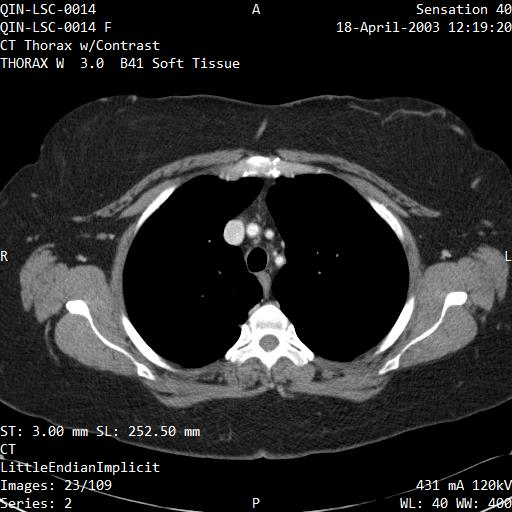 QIN-LSC-0014
A
Sensation 40
QIN-LSC-0014 F
18-April-2003 12:19:20
CT Thorax w/Contrast
THORAX W 3.0 B41 Soft Tissue
R
L
ST: 3.00 mm SL: 252.50 mm
CT
LittleEndianImplicit
Images: 23/109
431 mA 120kV
Series: 2
P
WL: 40 WW: 400